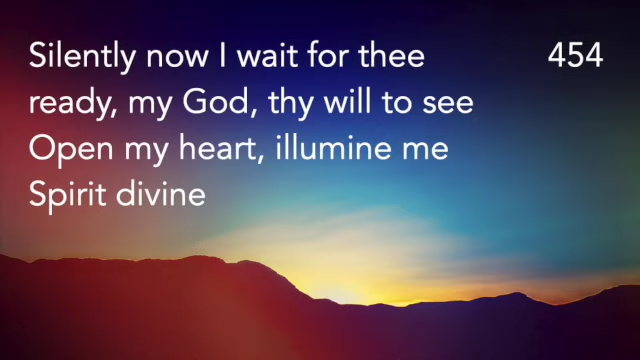 Silently now I wait for thee
ready, my God, thy will to see
Open my heart, illumine me
Spirit divine
454